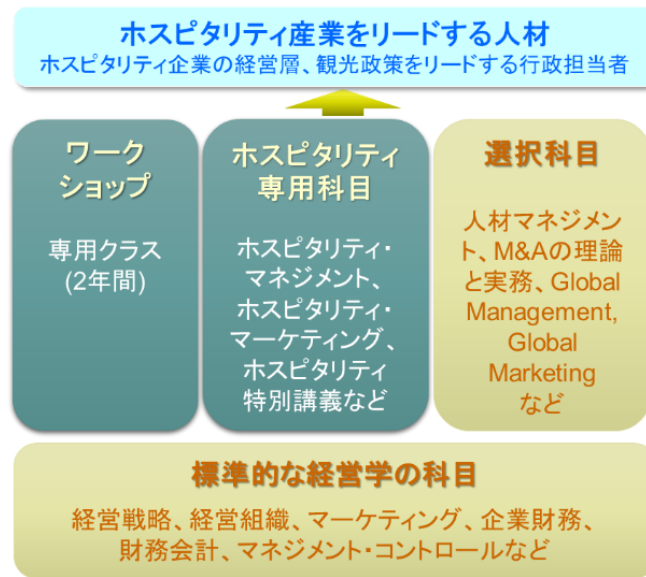 ホスピタリティ産業をリードする人材
ホスピタリティ企業の経営層、観光政策をリードする行政担当者
ワーク
ショップ
専用クラス
(2年間)
ホスピタリティ
専用科目
ホスピタリティ・
マネジメント、
ホスピタリティ・
マーケティング、
ホスピタリティ
特別講義など
選択科目
人材マネジメン
ト、M&Aの理論
と実務、Global
Management,
Global
Marketing
など
標準的な経営学の科目
経営戦略、経営組織、マーケティング、企業財務、
財務会計、マネジメント・コントロールなど